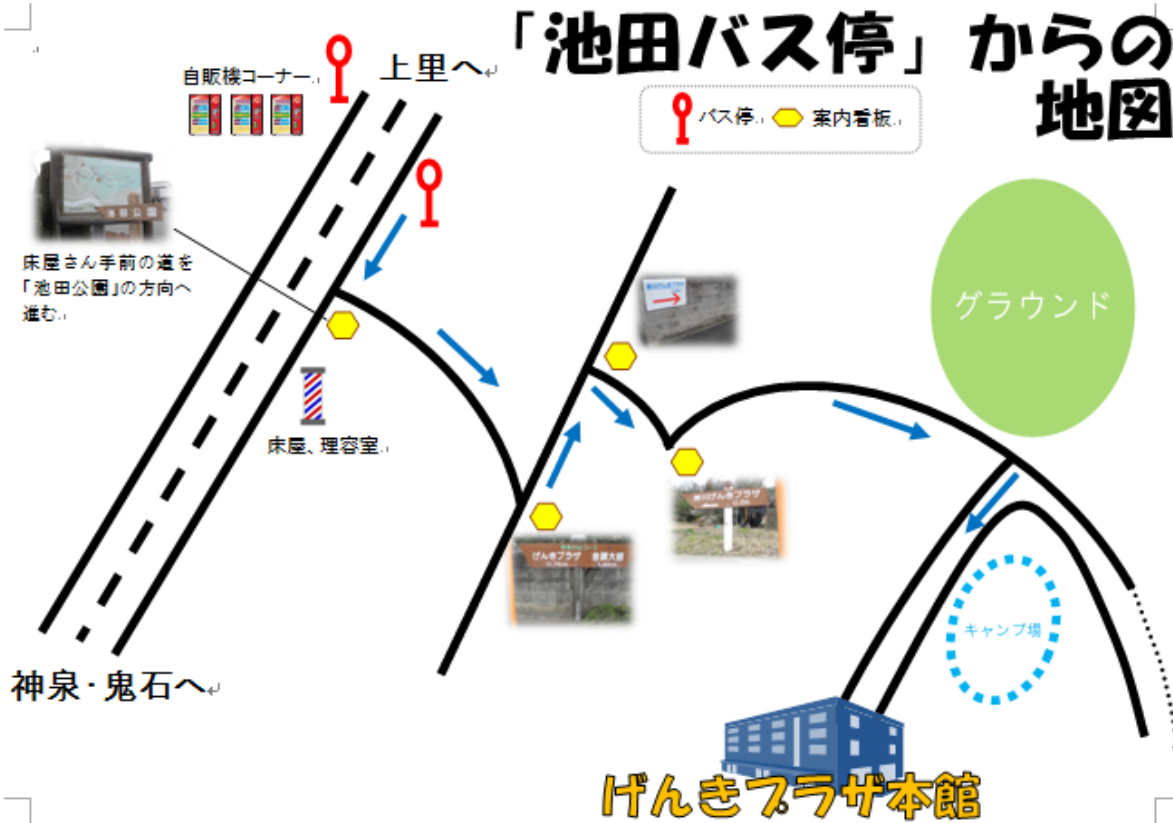 「池田バス停」からの
地図
自販機コーナー
上里へ
バス停
案内看板
池田公園
床屋さん手前の道を
「池田公園」の方向へ
進む
グラウンド
床屋、理容室
げんきプラザ
キャンプ場
神泉・鬼石へ
げんきプラザ本館